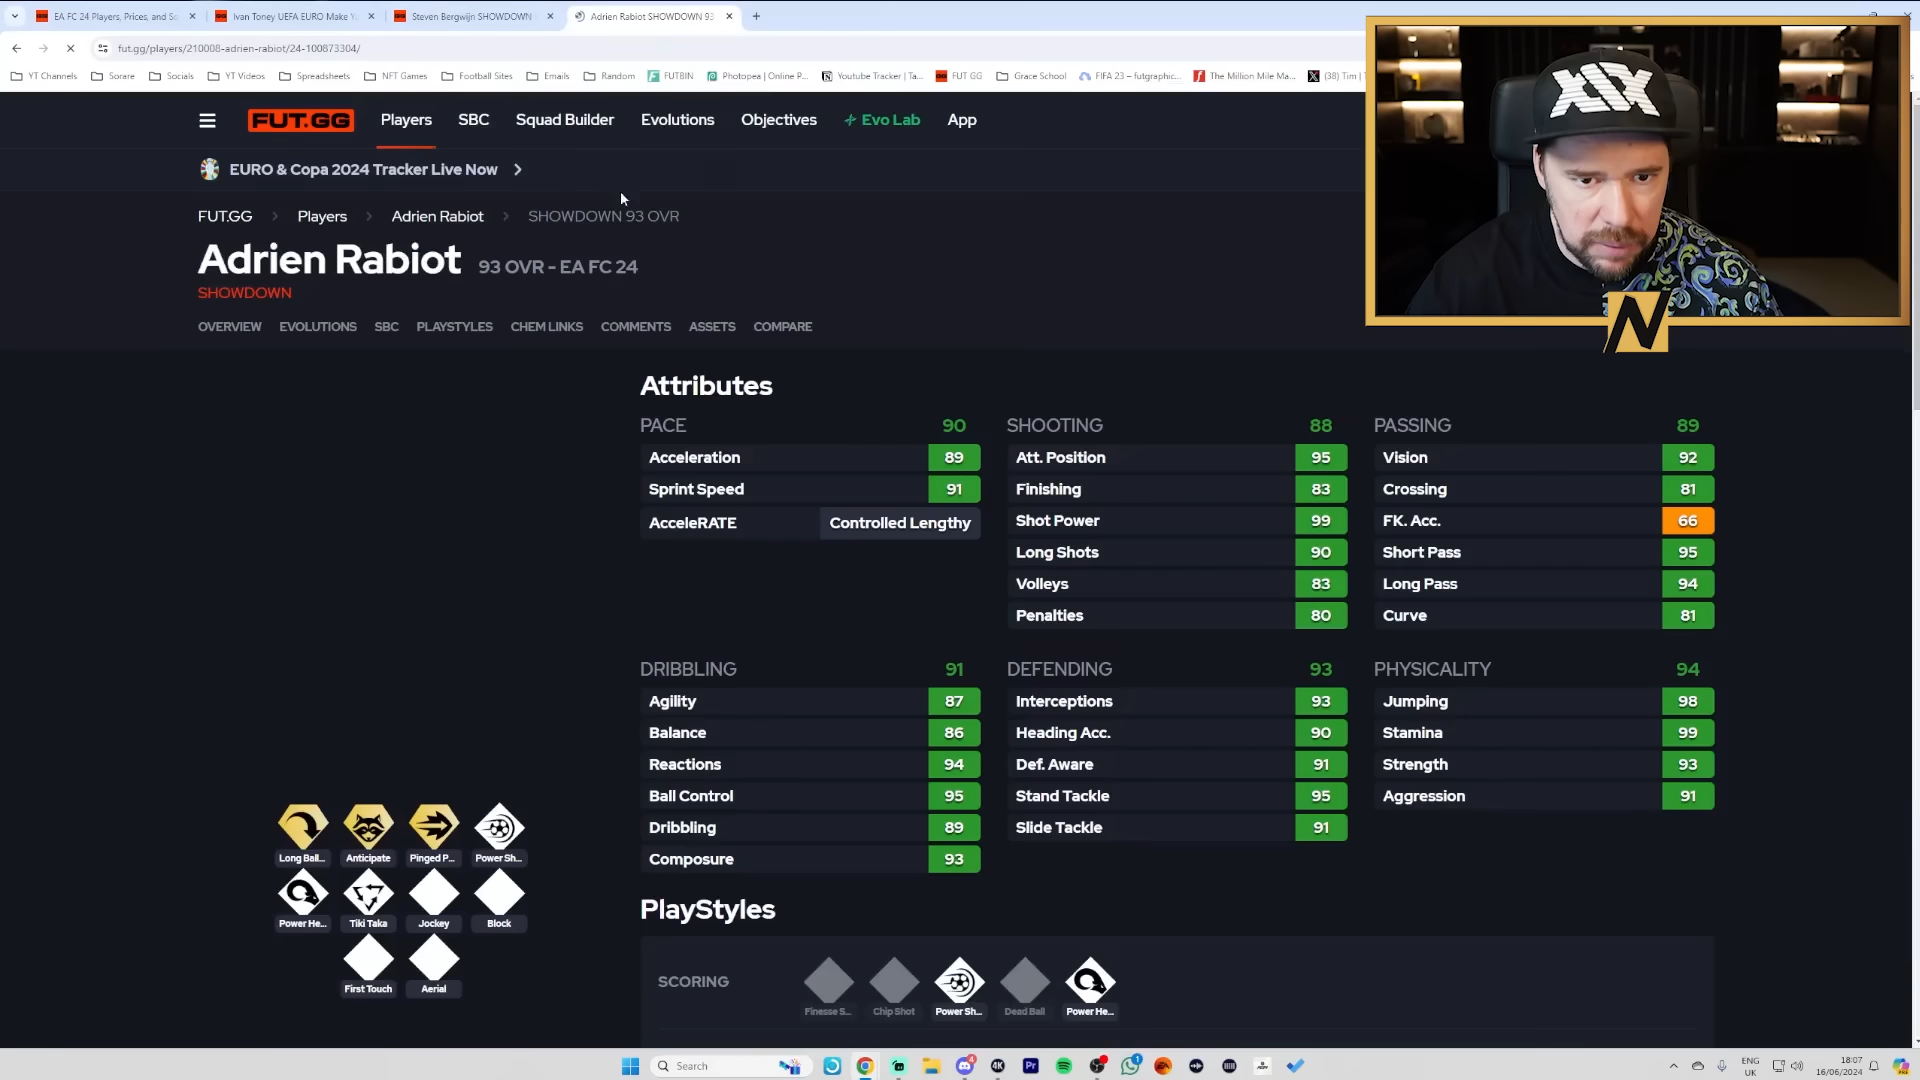 EA FC 24 Players, Prices, and So
Ivan Toney UEFA EURO Make Y
Steven Bergwijn SHOWDOWN
Adrien Rabiot SHOWDOWN 93
fut.gg/players/210008-adrien-rabiot/24-100873304/
YT Channels Sorare Socials YT Videos Spreadsheets NFT Games Football Sites Emails Random FUTBIN Photopea | Online P... Youtube Tracker | Ta... FUT GG Grace School FIFA 23 – futgraphic... The Million Mile Ma... (38) Tim | T
FUT.GG Players SBC Squad Builder Evolutions Objectives Evo Lab App
EURO & Copa 2024 Tracker Live Now
FUT.GG Players Adrien Rabiot SHOWDOWN 93 OVR
Adrien Rabiot 93 OVR - EA FC 24
SHOWDOWN
OVERVIEW EVOLUTIONS SBC PLAYSTYLES CHEM LINKS COMMENTS ASSETS COMPARE
XIX
N
Attributes
PACE 90
Acceleration 89
Sprint Speed 91
AcceleRATE Controlled Lengthy
SHOOTING 88
Att. Position 95
Finishing 83
Shot Power 99
Long Shots 90
Volleys 83
Penalties 80
PASSING 89
Vision 92
Crossing 81
FK. Acc. 66
Short Pass 95
Long Pass 94
Curve 81
DRIBBLING 91
Agility 87
Balance 86
Reactions 94
Ball Control 95
Dribbling 89
Composure 93
DEFENDING 93
Interceptions 93
Heading Acc. 90
Def. Aware 91
Stand Tackle 95
Slide Tackle 91
PHYSICALITY 94
Jumping 98
Stamina 99
Strength 93
Aggression 91
Long Ball... Anticipate Pinged P... Power Sh...
Power He... Tiki Taka Jockey Block
First Touch Aerial
PlayStyles
SCORING
Finesse S... Chip Shot Power Sh... Dead Ball Power He...
Search
4
4K
Pr
1
ENG
UK
18:07
16/06/2024